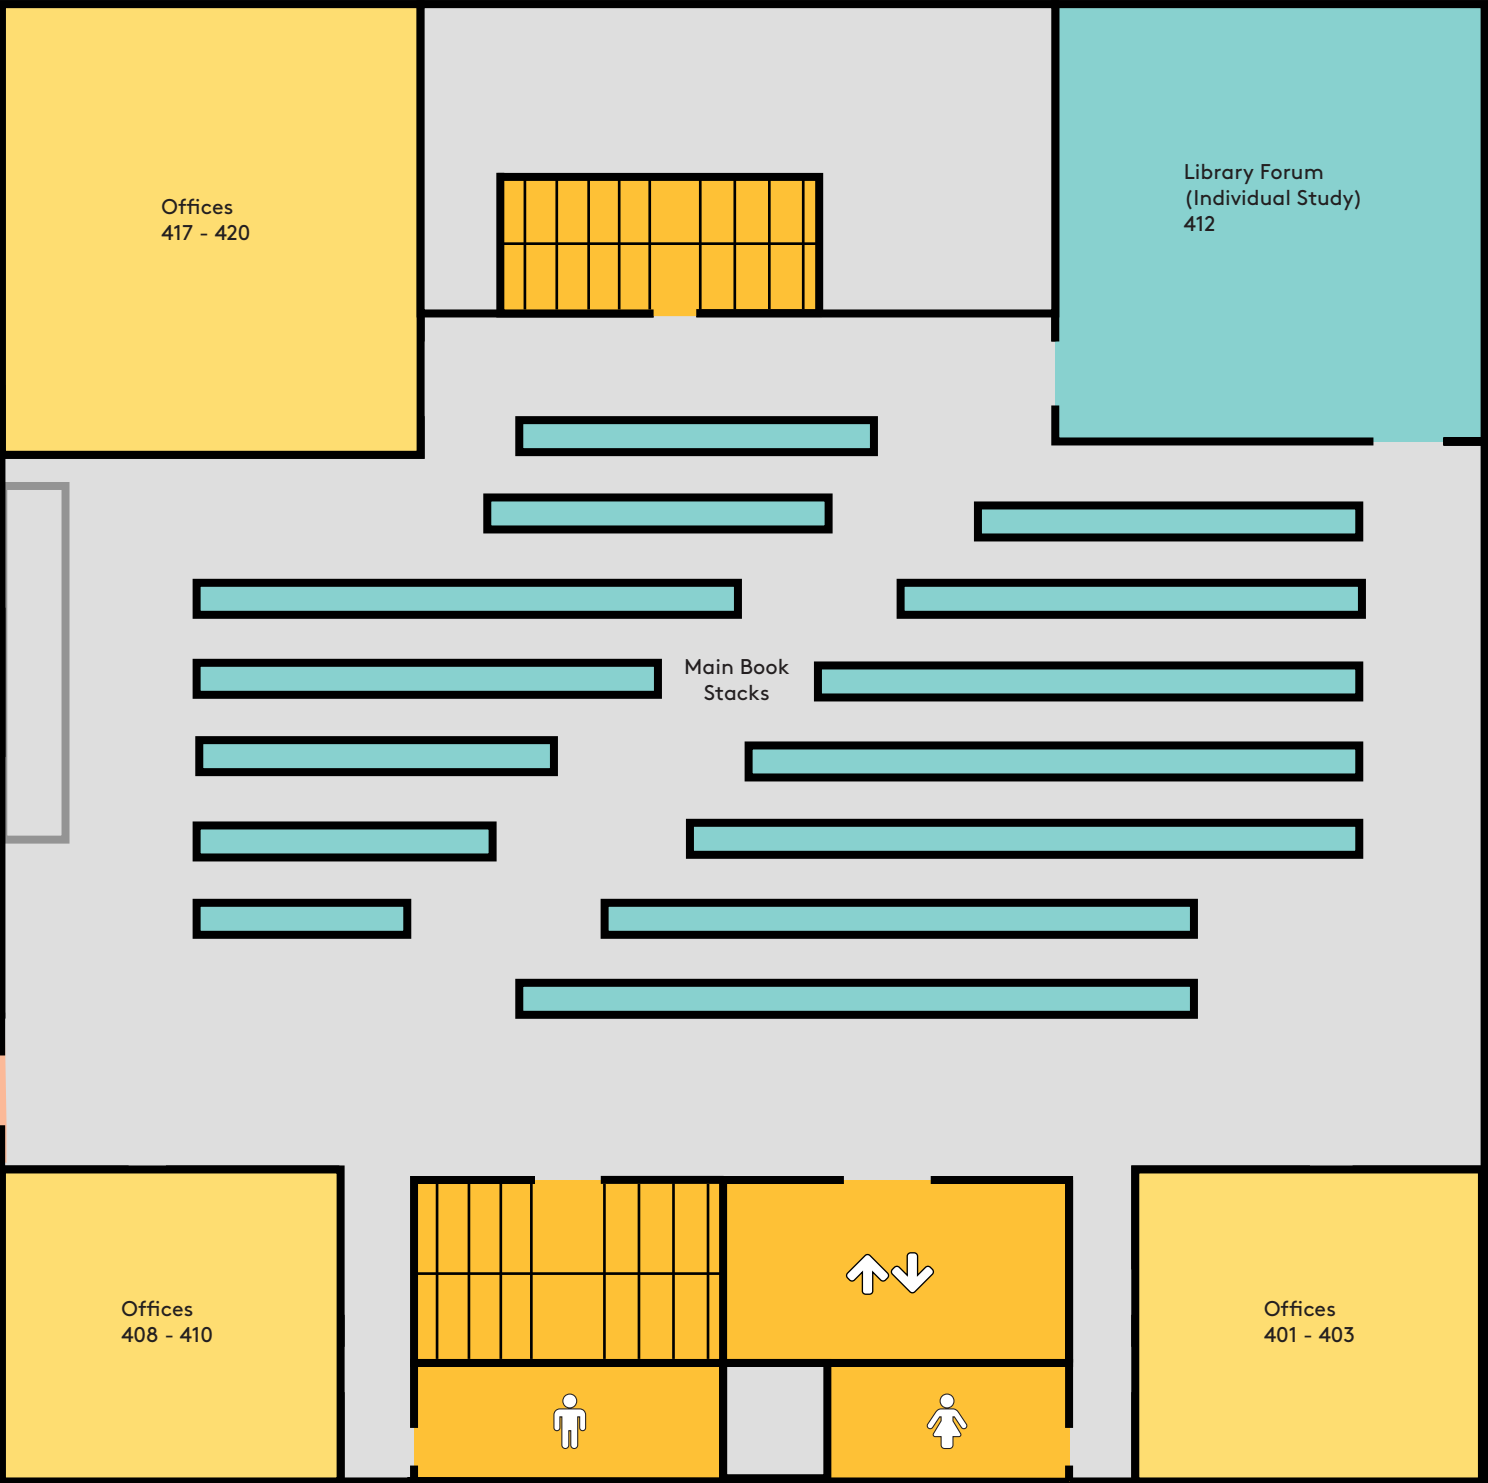 Offices
417 - 420
Library Forum
(Individual Study)
412
Main Book
Stacks
Offices
408 - 410
Offices
401 - 403